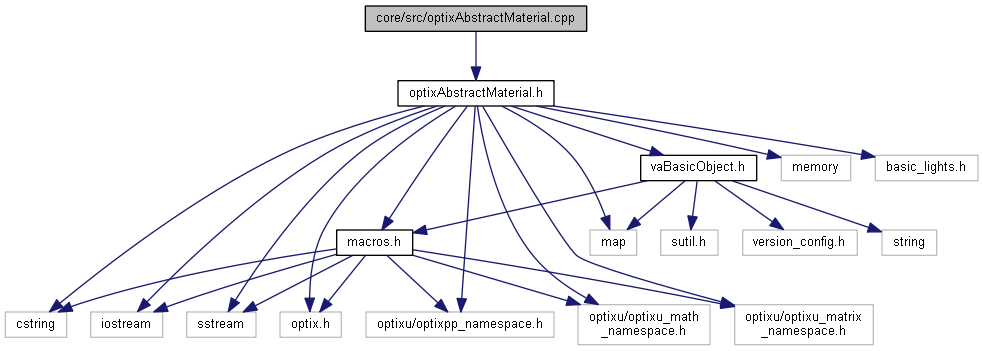 core/src/optixAbstractMaterial.cpp
optixAbstractMaterial.h
vaBasicObject.h
memory
basic_lights.h
macros.h
map
sutil.h
version_config.h
string
cstring
iostream
sstream
optix.h
optixu/optixpp_namespace.h
optixu/optixu_math
_namespace.h
optixu/optixu_matrix
_namespace.h